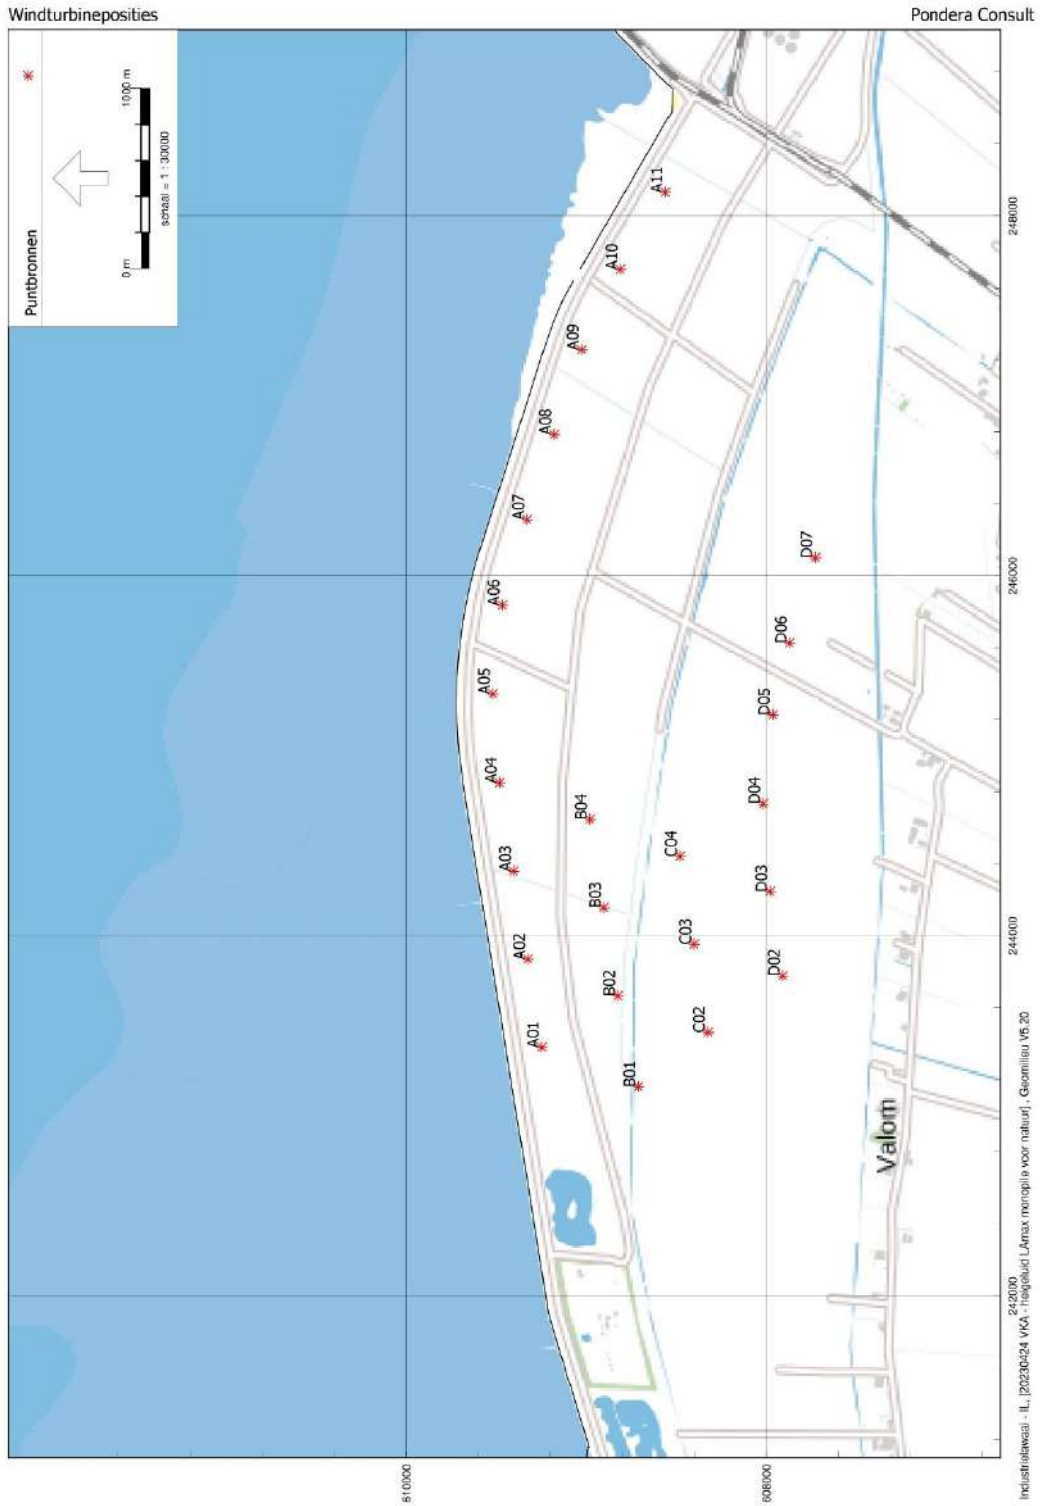 Windturbineposities
Pondera Consult
Puntbronnen
0 m
1000 m
schaal = 1 : 30000
A01
A02
A03
A04
A05
A06
A07
A08
A09
A10
A11
B01
B02
B03
B04
C02
C03
C04
D02
D03
D04
D05
D06
D07
Valom
242000
244000
246000
248000
610000
608000
Industrielawaai - IL, [20230424 VKA - heigeluid LAmax monopile voor natuur] , Geomilieu V5.20